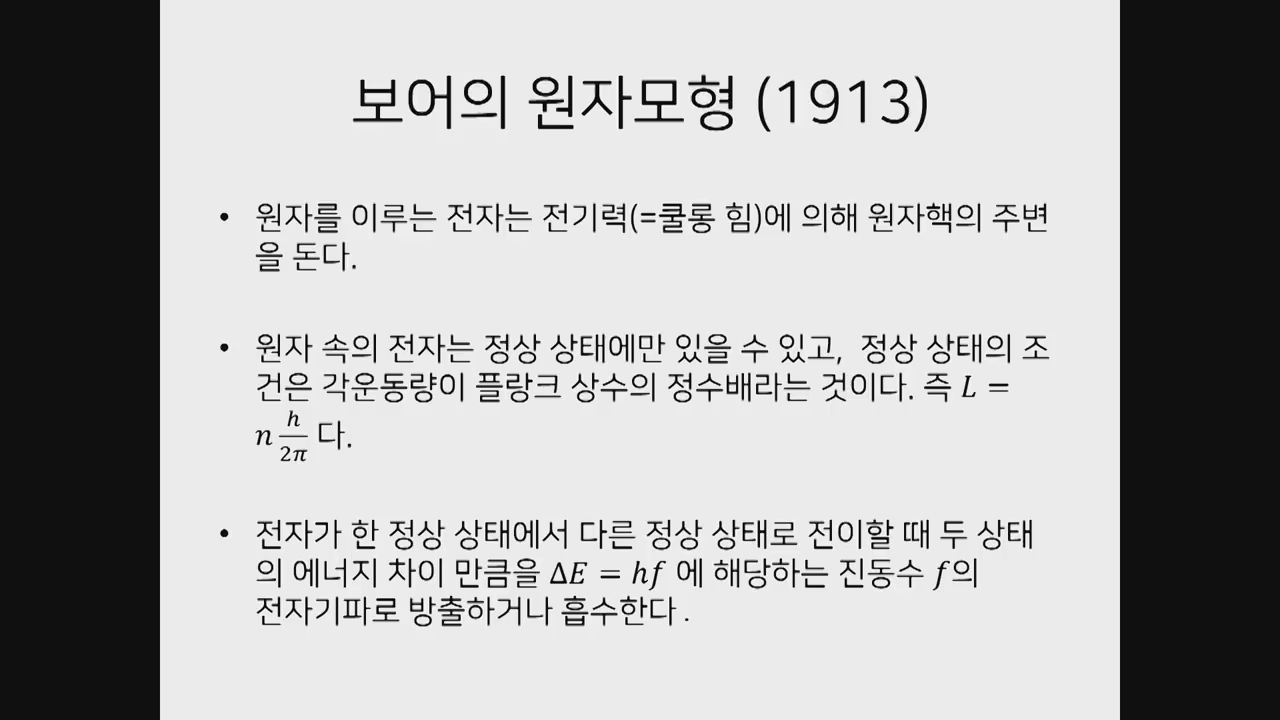 보어의 원자모형 (1913)
• 원자를 이루는 전자는 전기력(=쿨롱 힘)에 의해 원자핵의 주변
을 돈다.
• 원자 속의 전자는 정상 상태에만 있을 수 있고, 정상 상태의 조
건은 각운동량이 플랑크 상수의 정수배라는 것이다. 즉 L =
n h/2π 다.
• 전자가 한 정상 상태에서 다른 정상 상태로 전이할 때 두 상태
의 에너지 차이 만큼을 ΔE = hf 에 해당하는 진동수 f의
전자기파로 방출하거나 흡수한다 .